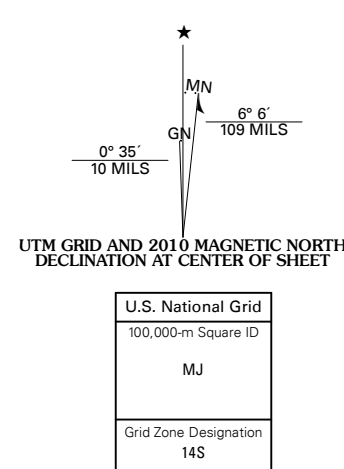 MN
GN
6° 6´
109 MILS
0° 35´
10 MILS
UTM GRID AND 2010 MAGNETIC NORTH
DECLINATION AT CENTER OF SHEET
U.S. National Grid
100,000-m Square ID
MJ
Grid Zone Designation
14S